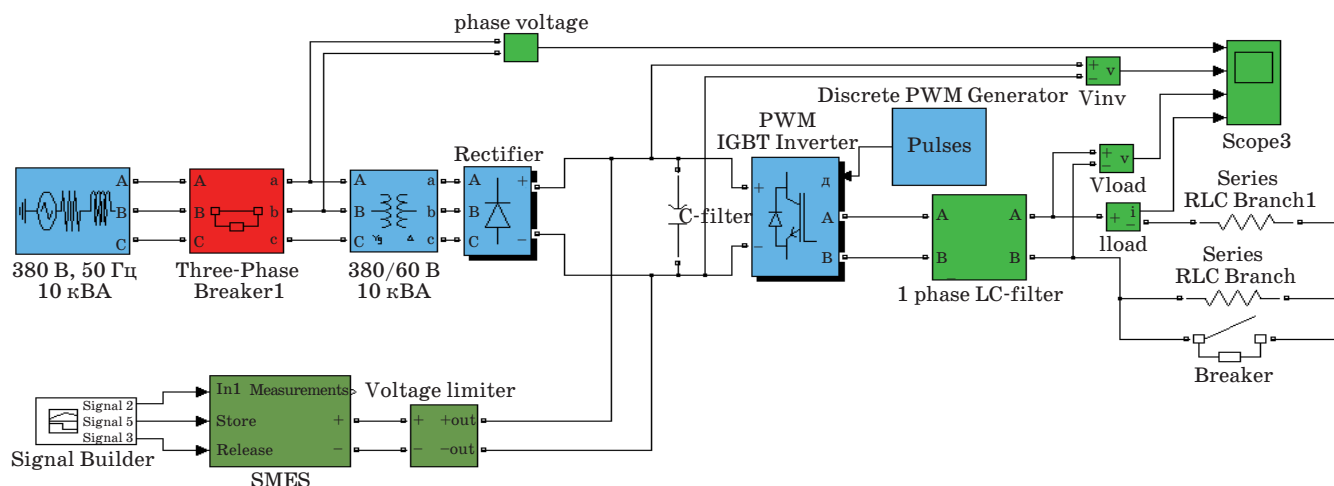 phase voltage
+
−
v
Vinv
Scope3
Discrete PWM Generator
PWM
IGBT Inverter
Pulses
+
−
v
Vload
Rectifier
A
B
C
A
B
C
a
b
c
A
B
C
a
b
c
Yg
Δ
A
B
C
+
−
C-filter
+
−
д
A
B
A
B
A
B
+
−
i
lload
Series
RLC Branch1
380 В, 50 Гц
10 кВА
Three-Phase
Breaker1
380/60 В
10 кВА
1 phase LC-filter
Series
RLC Branch
Breaker
Signal 2
Signal 5
Signal 3
Signal Builder
In1
Measurements
Store
+
Release
−
SMES
Voltage limiter
+
+out
−
−out